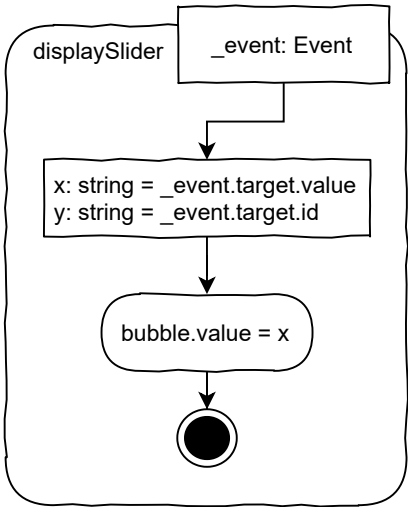 displaySlider
_event: Event
x: string = _event.target.value
y: string = _event.target.id
bubble.value = x